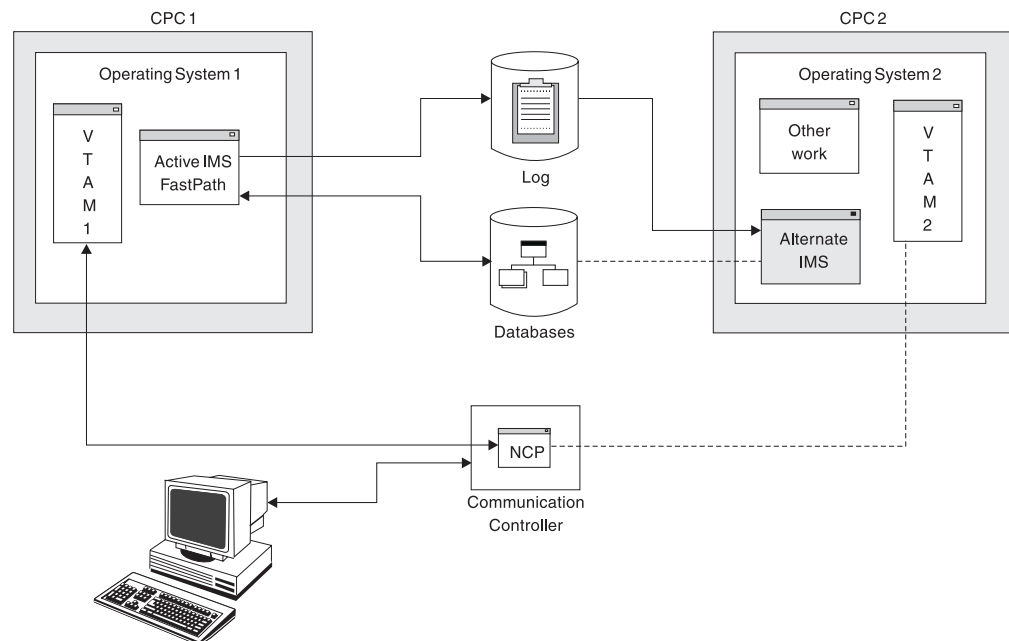 CPC 1
CPC 2
Operating System 1
Operating System 2
V
T
A
M
1
Active IMS
FastPath
Log
Databases
Other
work
Alternate
IMS
V
T
A
M
2
NCP
Communication
Controller